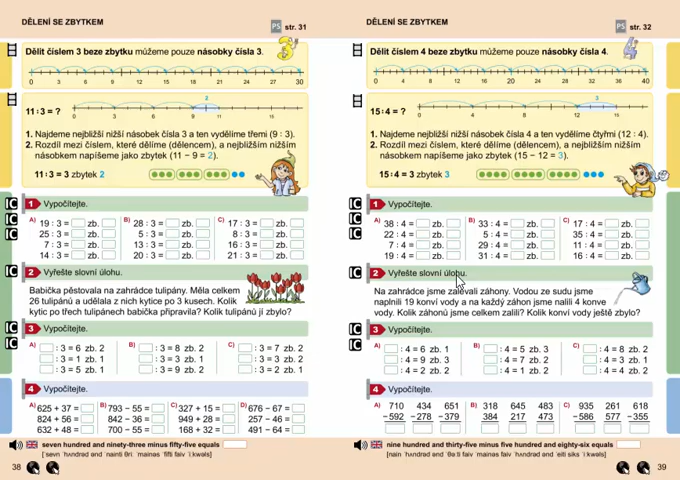 DĚLENÍ SE ZBYTKEM
PS str. 31
Dělit číslem 3 beze zbytku můžeme pouze násobky čísla 3.
0 3 6 9 12 15 18 21 24 27 30
11 : 3 = ?
2
0 3 6 9 11
1. Najdeme nejbližší nižší násobek čísla 3 a ten vydělíme třemi (9 : 3).
2. Rozdíl mezi číslem, které dělíme (dělencem), a nejbližším nižším
násobkem napíšeme jako zbytek (11 − 9 = 2).
11 : 3 = 3 zbytek 2
1 Vypočítejte.
A) 19 : 3 = zb. B) 28 : 3 = zb. C) 17 : 3 = zb.
25 : 3 = zb. 5 : 3 = zb. 8 : 3 = zb.
7 : 3 = zb. 13 : 3 = zb. 16 : 3 = zb.
14 : 3 = zb. 20 : 3 = zb. 21 : 3 = zb.
2 Vyřešte slovní úlohu.
Babička pěstovala na zahrádce tulipány. Měla celkem
26 tulipánů a udělala z nich kytice po 3 kusech. Kolik
kytic po třech tulipánech babička připravila? Kolik tulipánů jí zbylo?
3 Vypočítejte.
A) : 3 = 6 zb. 2 B) : 3 = 8 zb. 2 C) : 3 = 7 zb. 2
: 3 = 1 zb. 1 : 3 = 3 zb. 1 : 3 = 3 zb. 2
: 3 = 5 zb. 1 : 3 = 9 zb. 2 : 3 = 2 zb. 1
4 Vypočítejte.
A) 625 + 37 = B) 793 − 55 = C) 327 + 15 = D) 676 − 67 =
824 + 56 = 842 − 36 = 949 + 28 = 257 − 46 =
632 + 48 = 700 − 55 = 168 + 32 = 491 − 64 =
seven hundred and ninety-three minus fifty-five equals
38
DĚLENÍ SE ZBYTKEM
PS str. 32
Dělit číslem 4 beze zbytku můžeme pouze násobky čísla 4.
0 4 8 12 16 20 24 28 32 36 40
15 : 4 = ?
3
0 4 8 12 16
1. Najdeme nejbližší nižší násobek čísla 4 a ten vydělíme čtyřmi (12 : 4).
2. Rozdíl mezi číslem, které dělíme (dělencem), a nejbližším nižším
násobkem napíšeme jako zbytek (15 − 12 = 3).
15 : 4 = 3 zbytek 3
1 Vypočítejte.
A) 38 : 4 = zb. B) 33 : 4 = zb. C) 17 : 4 = zb.
22 : 4 = zb. 5 : 4 = zb. 35 : 4 = zb.
7 : 4 = zb. 29 : 4 = zb. 11 : 4 = zb.
19 : 4 = zb. 31 : 4 = zb. 16 : 4 = zb.
2 Vyřešte slovní úlohu.
Na zahrádce jsme zalévali záhony. Vodou ze sudu jsme
naplnili 19 konví vody a na každý záhon jsme nalili 4 konve
vody. Kolik záhonů jsme celkem zalili? Kolik konví vody ještě zbylo?
3 Vypočítejte.
A) : 4 = 6 zb. 1 B) : 4 = 5 zb. 3 C) : 4 = 8 zb. 2
: 4 = 9 zb. 3 : 4 = 7 zb. 2 : 4 = 3 zb. 1
: 4 = 2 zb. 2 : 4 = 2 zb. 1 : 4 = 4 zb. 2
4 Vypočítejte.
A) 710 434 651 B) 318 645 483 C) 935 261 618
−592 −278 −379 384 217 473 −586 577 −355
nine hundred and thirty-five minus five hundred and eighty-six equals
39